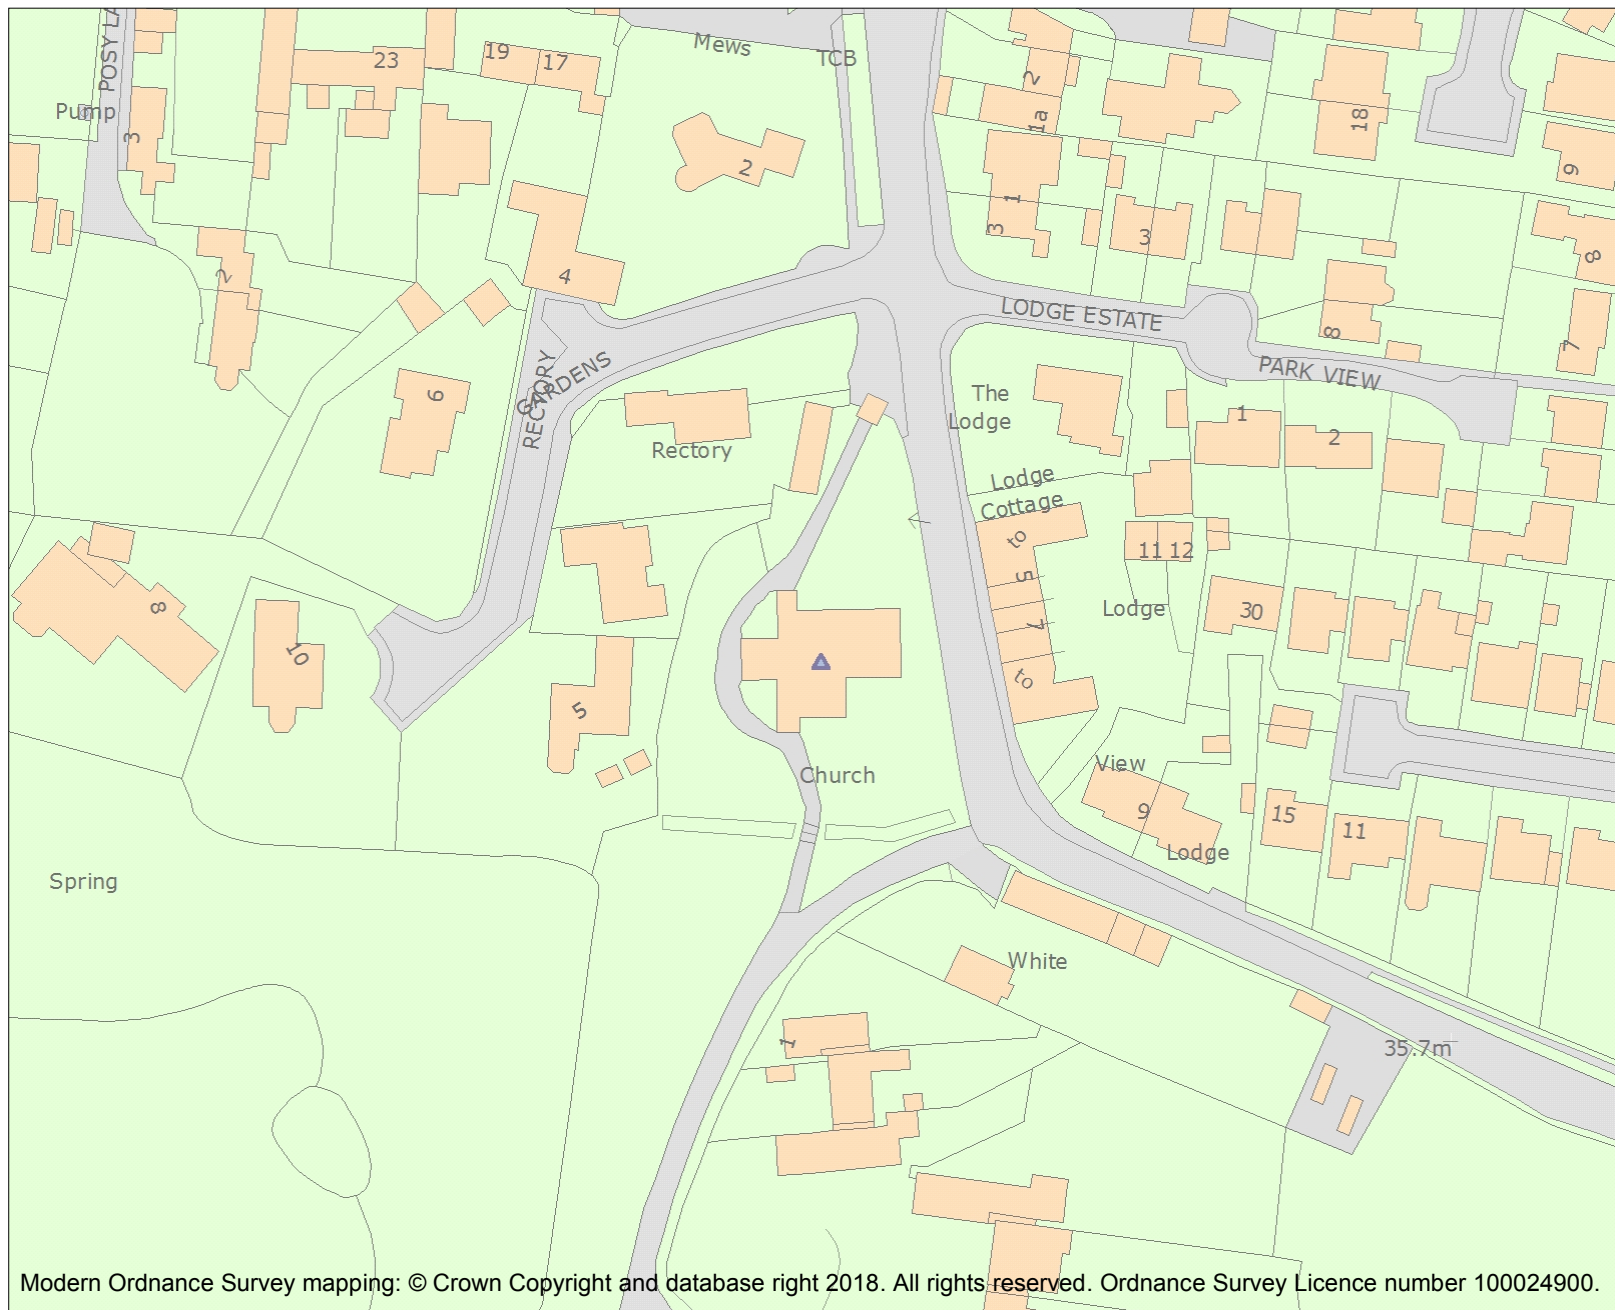 POSY LA
Mews
TCB
19
17
23
2
1a
18
Pump
3
2
9
1
3
3
2
4
8
8
LODGE ESTATE
7
PARK VIEW
RECTORY
GARDENS
6
The
Lodge
1
2
Rectory
Lodge
Cottage
to
11 12
5
8
Lodge
30
7
10
to
5
Church
View
9
15
11
Lodge
Spring
White
1
35.7m
Modern Ordnance Survey mapping: © Crown Copyright and database right 2018. All rights reserved. Ordnance Survey Licence number 100024900.